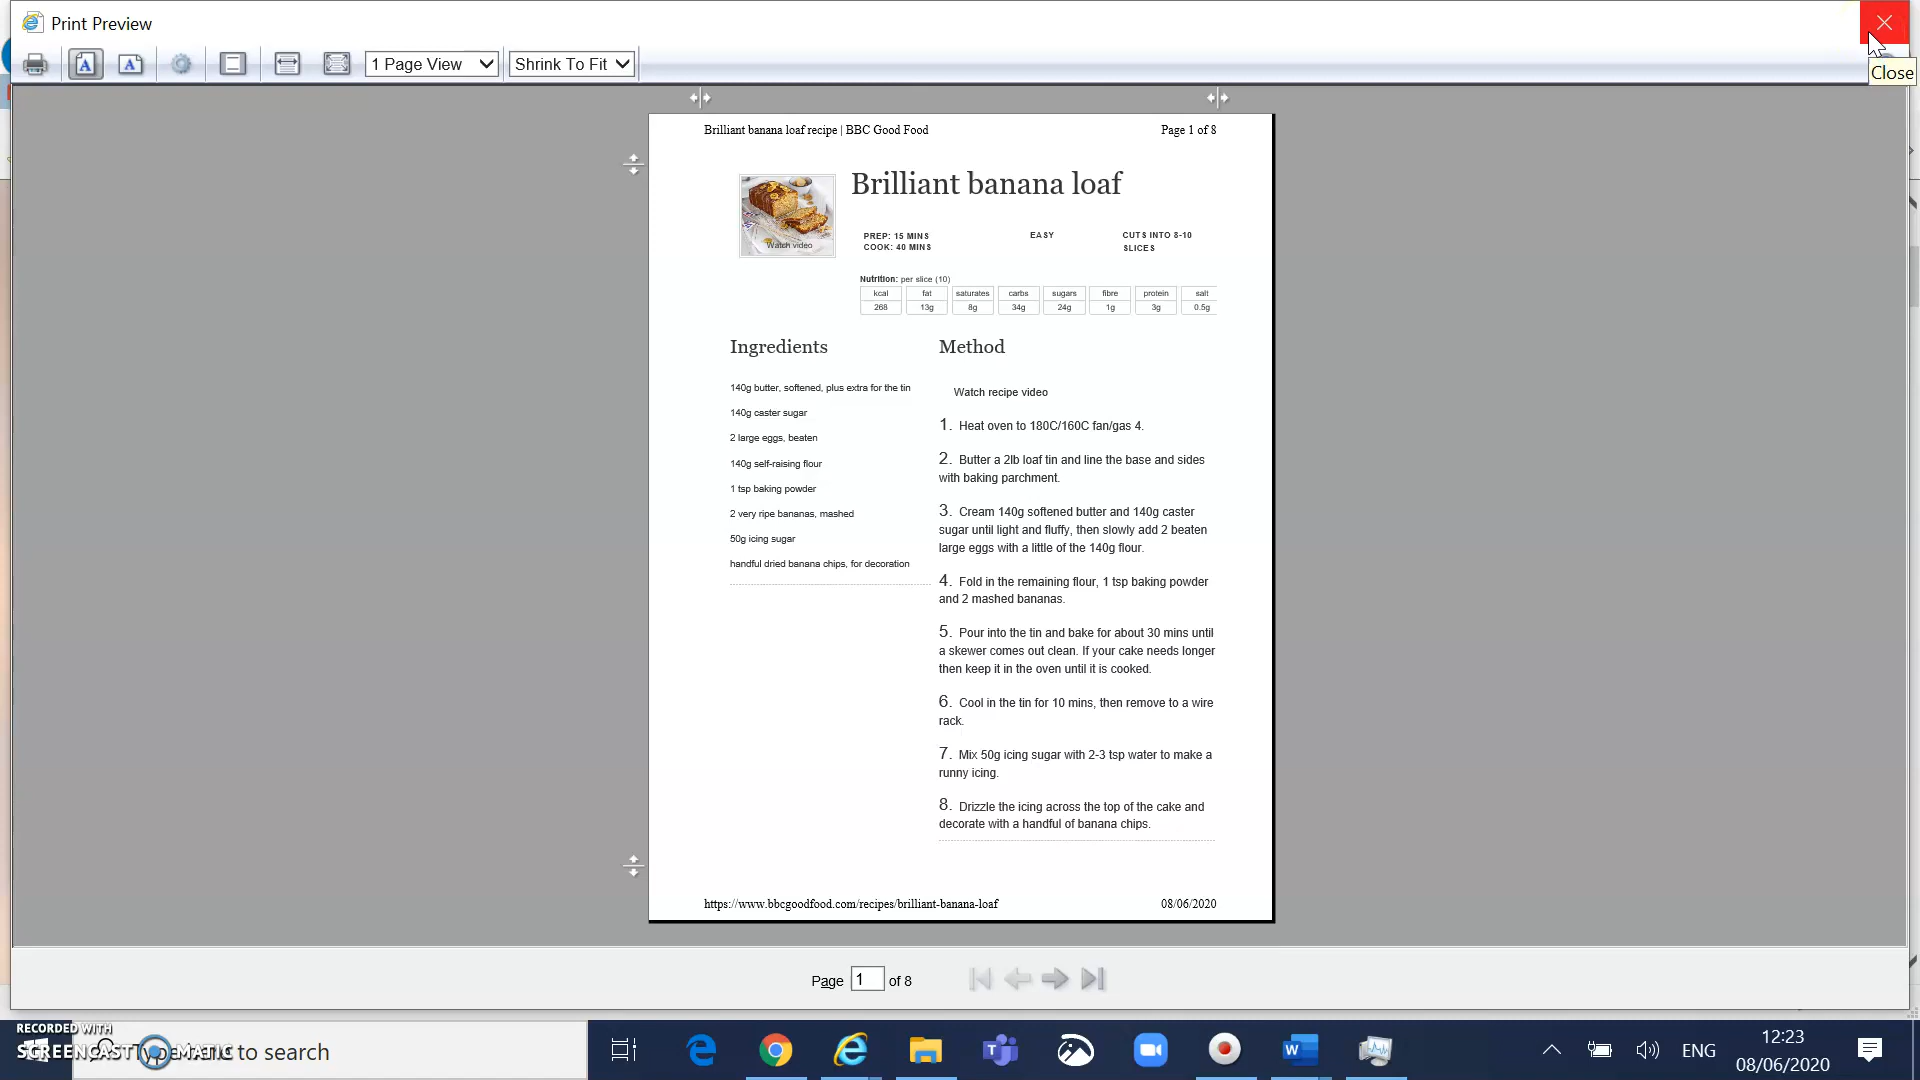 Print Preview
Close
1 Page View
Shrink To Fit
Brilliant banana loaf recipe | BBC Good Food
Page 1 of 8
Brilliant banana loaf
Watch video
PREP: 15 MINS
COOK: 40 MINS
EASY
CUTS INTO 8-10
SLICES
Nutrition: per slice (10)
kcal fat saturates carbs sugars fibre protein salt
268 13g 8g 34g 24g 1g 3g 0.5g
Ingredients
140g butter, softened, plus extra for the tin
140g caster sugar
2 large eggs, beaten
140g self-raising flour
1 tsp baking powder
2 very ripe bananas, mashed
50g icing sugar
handful dried banana chips, for decoration
Method
Watch recipe video
1. Heat oven to 180C/160C fan/gas 4.
2. Butter a 2lb loaf tin and line the base and sides
with baking parchment.
3. Cream 140g softened butter and 140g caster
sugar until light and fluffy, then slowly add 2 beaten
large eggs with a little of the 140g flour.
4. Fold in the remaining flour, 1 tsp baking powder
and 2 mashed bananas.
5. Pour into the tin and bake for about 30 mins until
a skewer comes out clean. If your cake needs longer
then keep it in the oven until it is cooked.
6. Cool in the tin for 10 mins, then remove to a wire
rack.
7. Mix 50g icing sugar with 2-3 tsp water to make a
runny icing.
8. Drizzle the icing across the top of the cake and
decorate with a handful of banana chips.
https://www.bbcgoodfood.com/recipes/brilliant-banana-loaf
08/06/2020
Page 1 of 8
RECORDED WITH
SCREENCAST MATIC
Type here to search
ENG
12:23
08/06/2020